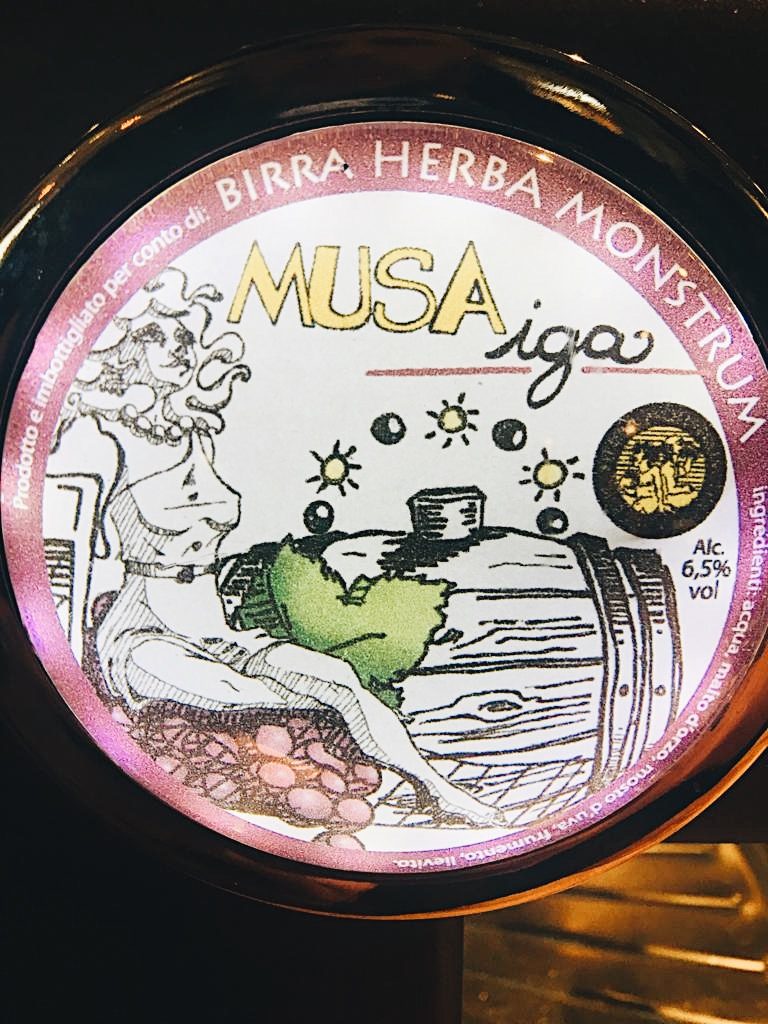 Prodotto e imbottigliato per conto di: BIRRA HERBA MONSTRUM
MUSA
iga
Alc.
6,5%
vol
Ingredienti: acqua, malto d'orzo, mosto d'uva, frumento, lievito.